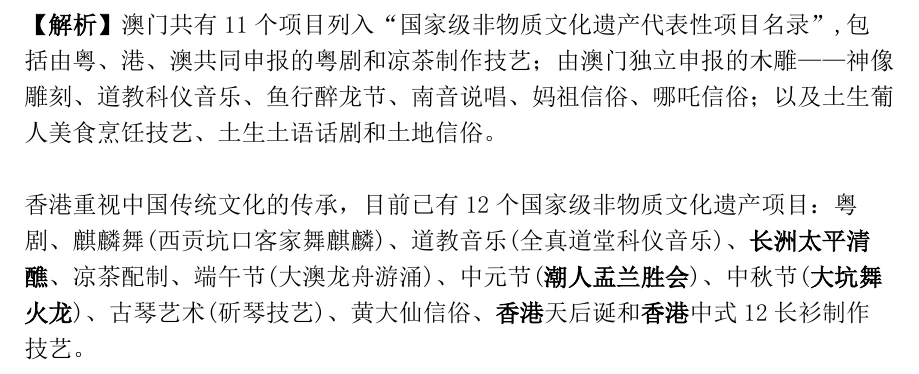 【解析】澳门共有 11 个项目列入“国家级非物质文化遗产代表性项目名录”,包
括由粤、港、澳共同申报的粤剧和凉茶制作技艺；由澳门独立申报的木雕——神像
雕刻、道教科仪音乐、鱼行醉龙节、南音说唱、妈祖信俗、哪吒信俗；以及土生葡
人美食烹饪技艺、土生土语话剧和土地信俗。
香港重视中国传统文化的传承，目前已有 12 个国家级非物质文化遗产项目：粤
剧、麒麟舞(西贡坑口客家舞麒麟)、道教音乐(全真道堂科仪音乐)、长洲太平清
醮、凉茶配制、端午节(大澳龙舟游涌)、中元节(潮人盂兰胜会)、中秋节(大坑舞
火龙)、古琴艺术(斫琴技艺)、黄大仙信俗、香港天后诞和香港中式 12 长衫制作
技艺。